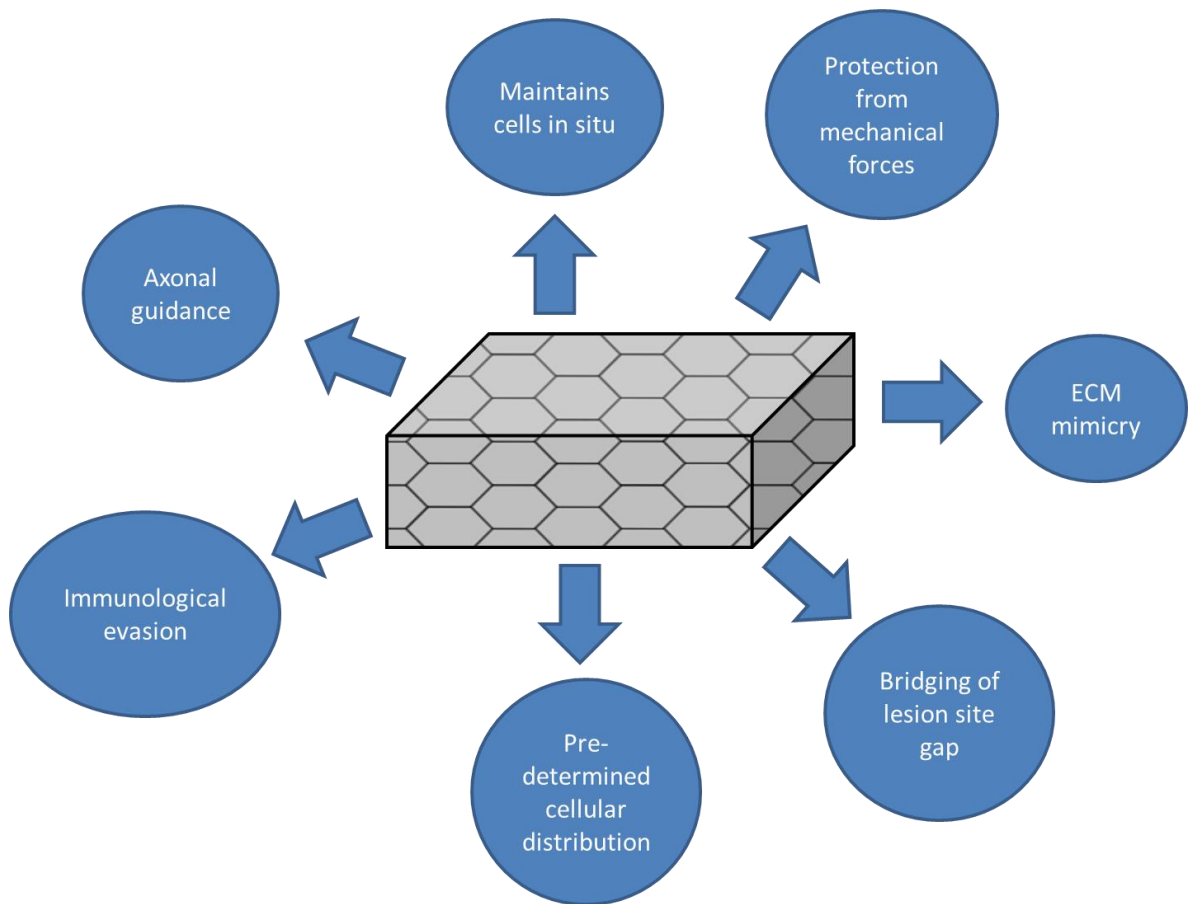 Maintains
cells in situ
Protection
from
mechanical
forces
Axonal
guidance
ECM
mimicry
Immunological
evasion
Bridging of
lesion site
gap
Pre-
determined
cellular
distribution